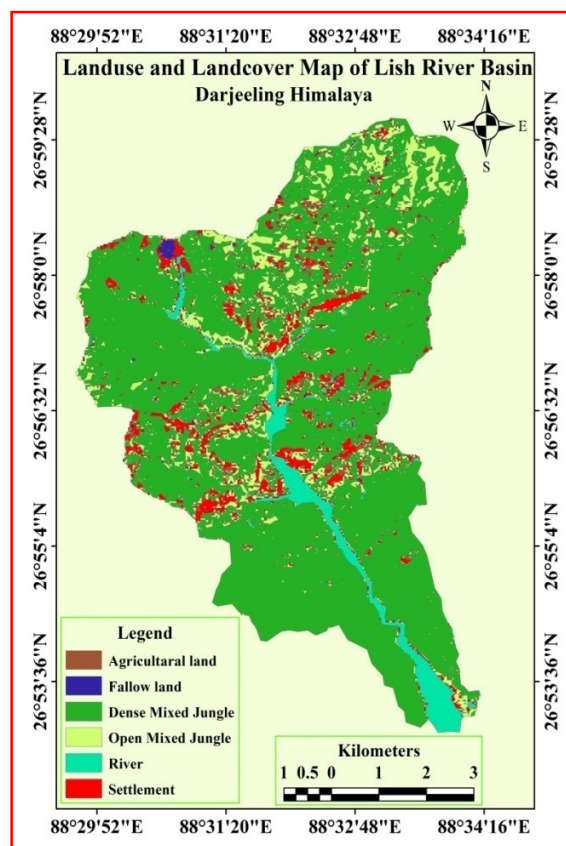 88°29'52"E 88°31'20"E 88°32'48"E 88°34'16"E
Landuse and Landcover Map of Lish River Basin
Darjeeling Himalaya
N
W E
S
26°59'28"N 26°59'28"N
26°58'0"N 26°58'0"N
26°56'32"N 26°56'32"N
26°55'4"N 26°55'4"N
26°53'36"N 26°53'36"N
Legend
Agricultaral land
Fallow land
Dense Mixed Jungle
Open Mixed Jungle
River
Settlement
Kilometers
1 0.5 0 1 2 3
88°29'52"E 88°31'20"E 88°32'48"E 88°34'16"E